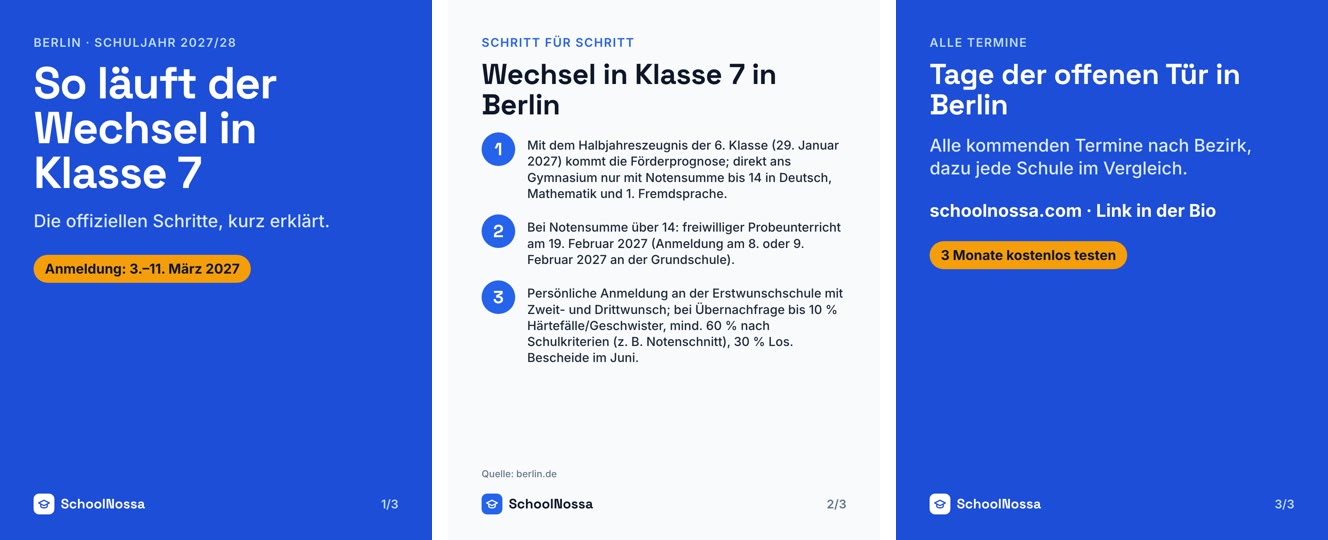 BERLIN · SCHULJAHR 2027/28
So läuft der
Wechsel in
Klasse 7
Die offiziellen Schritte, kurz erklärt.
Anmeldung: 3.–11. März 2027
SchoolNossa
1/3
SCHRITT FÜR SCHRITT
Wechsel in Klasse 7 in
Berlin
1
Mit dem Halbjahreszeugnis der 6. Klasse (29. Januar
2027) kommt die Förderprognose; direkt ans
Gymnasium nur mit Notensumme bis 14 in Deutsch,
Mathematik und 1. Fremdsprache.
2
Bei Notensumme über 14: freiwilliger Probeunterricht
am 19. Februar 2027 (Anmeldung am 8. oder 9.
Februar 2027 an der Grundschule).
3
Persönliche Anmeldung an der Erstwunschschule mit
Zweit- und Drittwunsch; bei Übernachfrage bis 10 %
Härtefälle/Geschwister, mind. 60 % nach
Schulkriterien (z. B. Notenschnitt), 30 % Los.
Bescheide im Juni.
Quelle: berlin.de
SchoolNossa
2/3
ALLE TERMINE
Tage der offenen Tür in
Berlin
Alle kommenden Termine nach Bezirk,
dazu jede Schule im Vergleich.
schoolnossa.com · Link in der Bio
3 Monate kostenlos testen
SchoolNossa
3/3